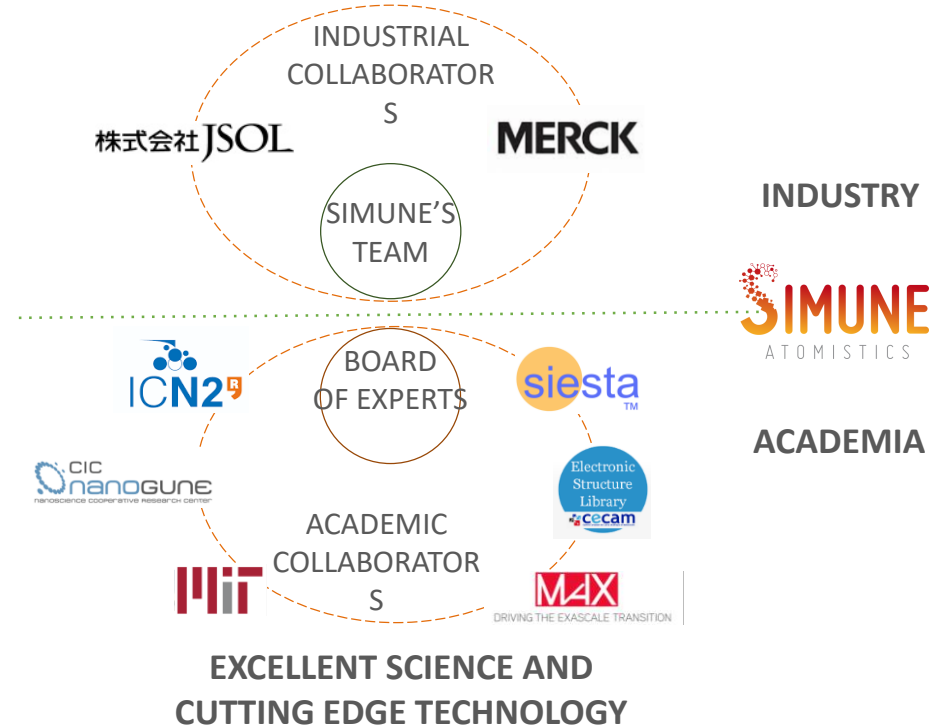 INDUSTRIAL
COLLABORATOR
S
株式会社JSOL
MERCK
SIMUNE'S
TEAM
INDUSTRY
SIMUNE
ATOMISTICS
ICN2R
BOARD
OF EXPERTS
siesta
TM
ACADEMIA
CIC
nanoGUNE
nanoscience cooperative research center
Electronic
Structure
Library
cecam
ACADEMIC
COLLABORATOR
S
MIT
MAX
DRIVING THE EXASCALE TRANSITION
EXCELLENT SCIENCE AND
CUTTING EDGE TECHNOLOGY